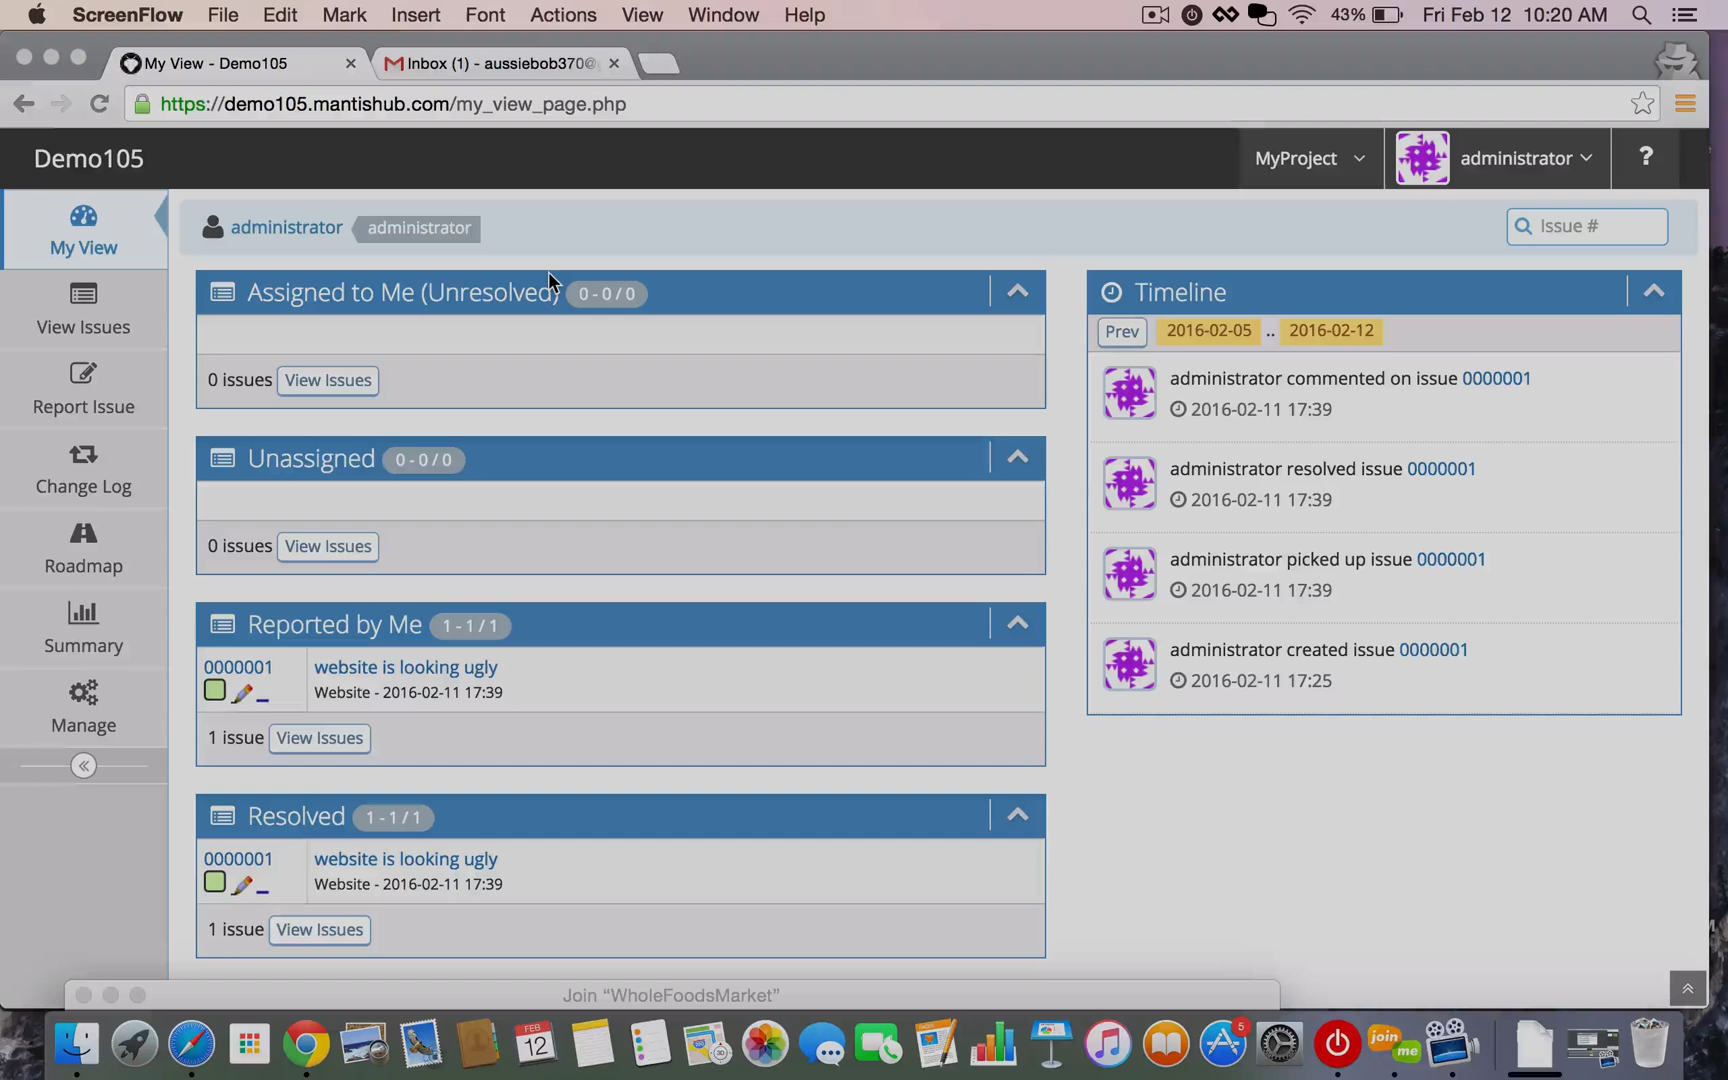 ScreenFlow File Edit Mark Insert Font Actions View Window Help 43% Fri Feb 12 10:20 AM
My View - Demo105 Inbox (1) - aussiebob370@
https://demo105.mantishub.com/my_view_page.php
Demo105 MyProject administrator ?
My View
View Issues
Report Issue
Change Log
Roadmap
Summary
Manage
administrator administrator Issue #
Assigned to Me (Unresolved) 0 - 0 / 0
0 issues View Issues
Unassigned 0 - 0 / 0
0 issues View Issues
Reported by Me 1 - 1 / 1
0000001 website is looking ugly
Website - 2016-02-11 17:39
1 issue View Issues
Resolved 1 - 1 / 1
0000001 website is looking ugly
Website - 2016-02-11 17:39
1 issue View Issues
Timeline
Prev 2016-02-05 .. 2016-02-12
administrator commented on issue 0000001
2016-02-11 17:39
administrator resolved issue 0000001
2016-02-11 17:39
administrator picked up issue 0000001
2016-02-11 17:39
administrator created issue 0000001
2016-02-11 17:25
Join “WholeFoodsMarket”
FEB
12
3D
5
join
me